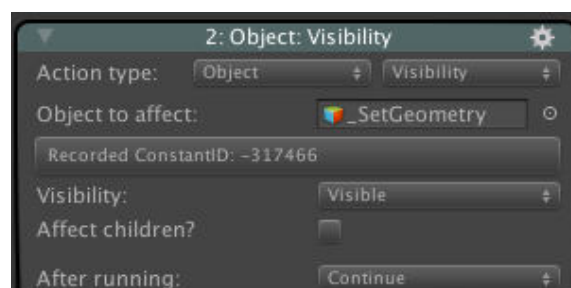 2: Object: Visibility
Action type: Object Visibility
Object to affect: _SetGeometry
Recorded ConstantID: -317466
Visibility: Visible
Affect children?
After running: Continue